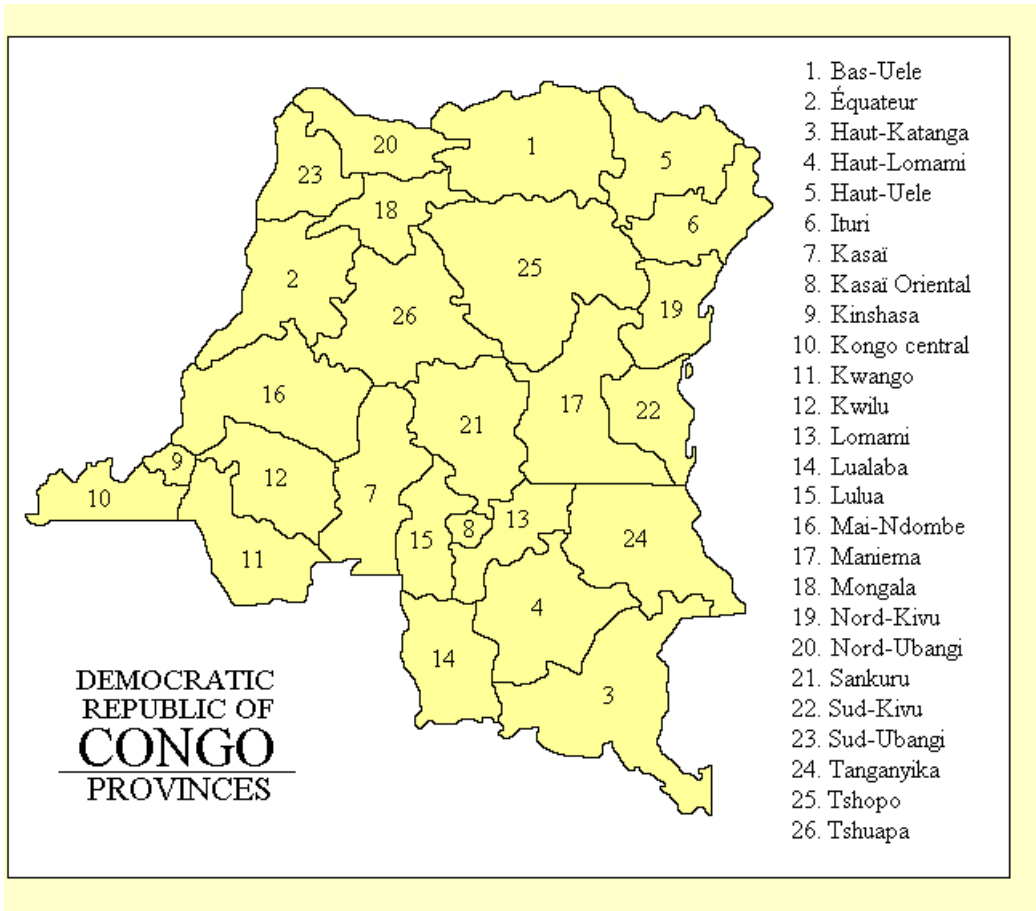 1. Bas-Uele
2. Équateur
3. Haut-Katanga
4. Haut-Lomami
5. Haut-Uele
6. Ituri
7. Kasaï
8. Kasaï Oriental
9. Kinshasa
10. Kongo central
11. Kwango
12. Kwilu
13. Lomami
14. Lualaba
15. Lulua
16. Mai-Ndombe
17. Maniema
18. Mongala
19. Nord-Kivu
20. Nord-Ubangi
21. Sankuru
22. Sud-Kivu
23. Sud-Ubangi
24. Tanganyika
25. Tshopo
26. Tshuapa
20
1
5
23
18
6
25
2
19
26
16
17
22
21
9
12
7
10
13
8
15
24
11
4
14
3
DEMOCRATIC
REPUBLIC OF
CONGO
PROVINCES